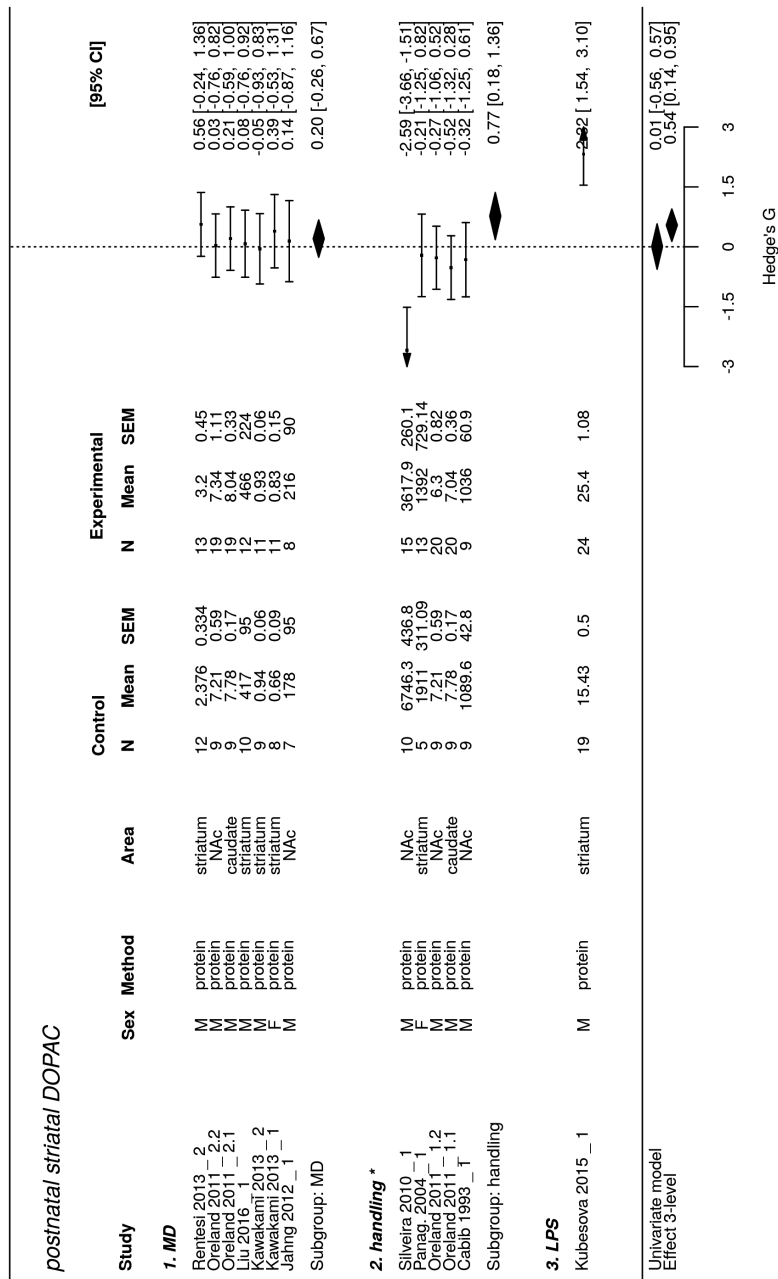 postnatal striatal DOPAC
Control Experimental
Study Sex Method Area N Mean SEM N Mean SEM [95% CI]
1. MD
Rentesi 2013 _ 2 M protein striatum 12 2.376 0.334 13 3.2 0.45 0.56 [-0.24, 1.36]
Oreland 2011 _ 2.2 M protein NAc 9 7.21 0.59 19 7.34 1.11 0.03 [-0.76, 0.82]
Oreland 2011 _ 2.1 M protein caudate 9 7.78 0.17 19 8.04 0.33 0.21 [-0.59, 1.00]
Liu 2016 _ 1 M protein striatum 10 417 95 12 466 224 0.08 [-0.76, 0.92]
Kawakami 2013 _ 2 M protein striatum 9 0.94 0.06 11 0.93 0.06 -0.05 [-0.93, 0.83]
Kawakami 2013 _ 1 F protein striatum 8 0.66 0.09 11 0.83 0.15 0.39 [-0.53, 1.31]
Jahng 2012 _ 1 M protein NAc 7 178 95 8 216 90 0.14 [-0.87, 1.16]
Subgroup: MD 0.20 [-0.26, 0.67]
2. handling *
Silveira 2010 _ 1 M protein NAc 10 6746.3 436.8 15 3617.9 260.1 -2.59 [-3.66, -1.51]
Panag. 2004 _ 1 F protein striatum 5 1911 311.09 13 1392 729.14 -0.21 [-1.25, 0.82]
Oreland 2011 _ 1.2 M protein NAc 9 7.21 0.59 20 6.3 0.82 -0.27 [-1.06, 0.52]
Oreland 2011 _ 1.1 M protein caudate 9 7.78 0.17 20 7.04 0.36 -0.52 [-1.32, 0.28]
Cabib 1993 _ 1 M protein NAc 9 1089.6 42.8 9 1036 60.9 -0.32 [-1.25, 0.61]
Subgroup: handling 0.77 [0.18, 1.36]
3. LPS
Kubesova 2015 _ 1 M protein striatum 19 15.43 0.5 24 25.4 1.08 2.32 [ 1.54, 3.10]
Univariate model 0.01 [-0.56, 0.57]
Effect 3-level 0.54 [0.14, 0.95]
-3 -1.5 0 1.5 3
Hedge's G